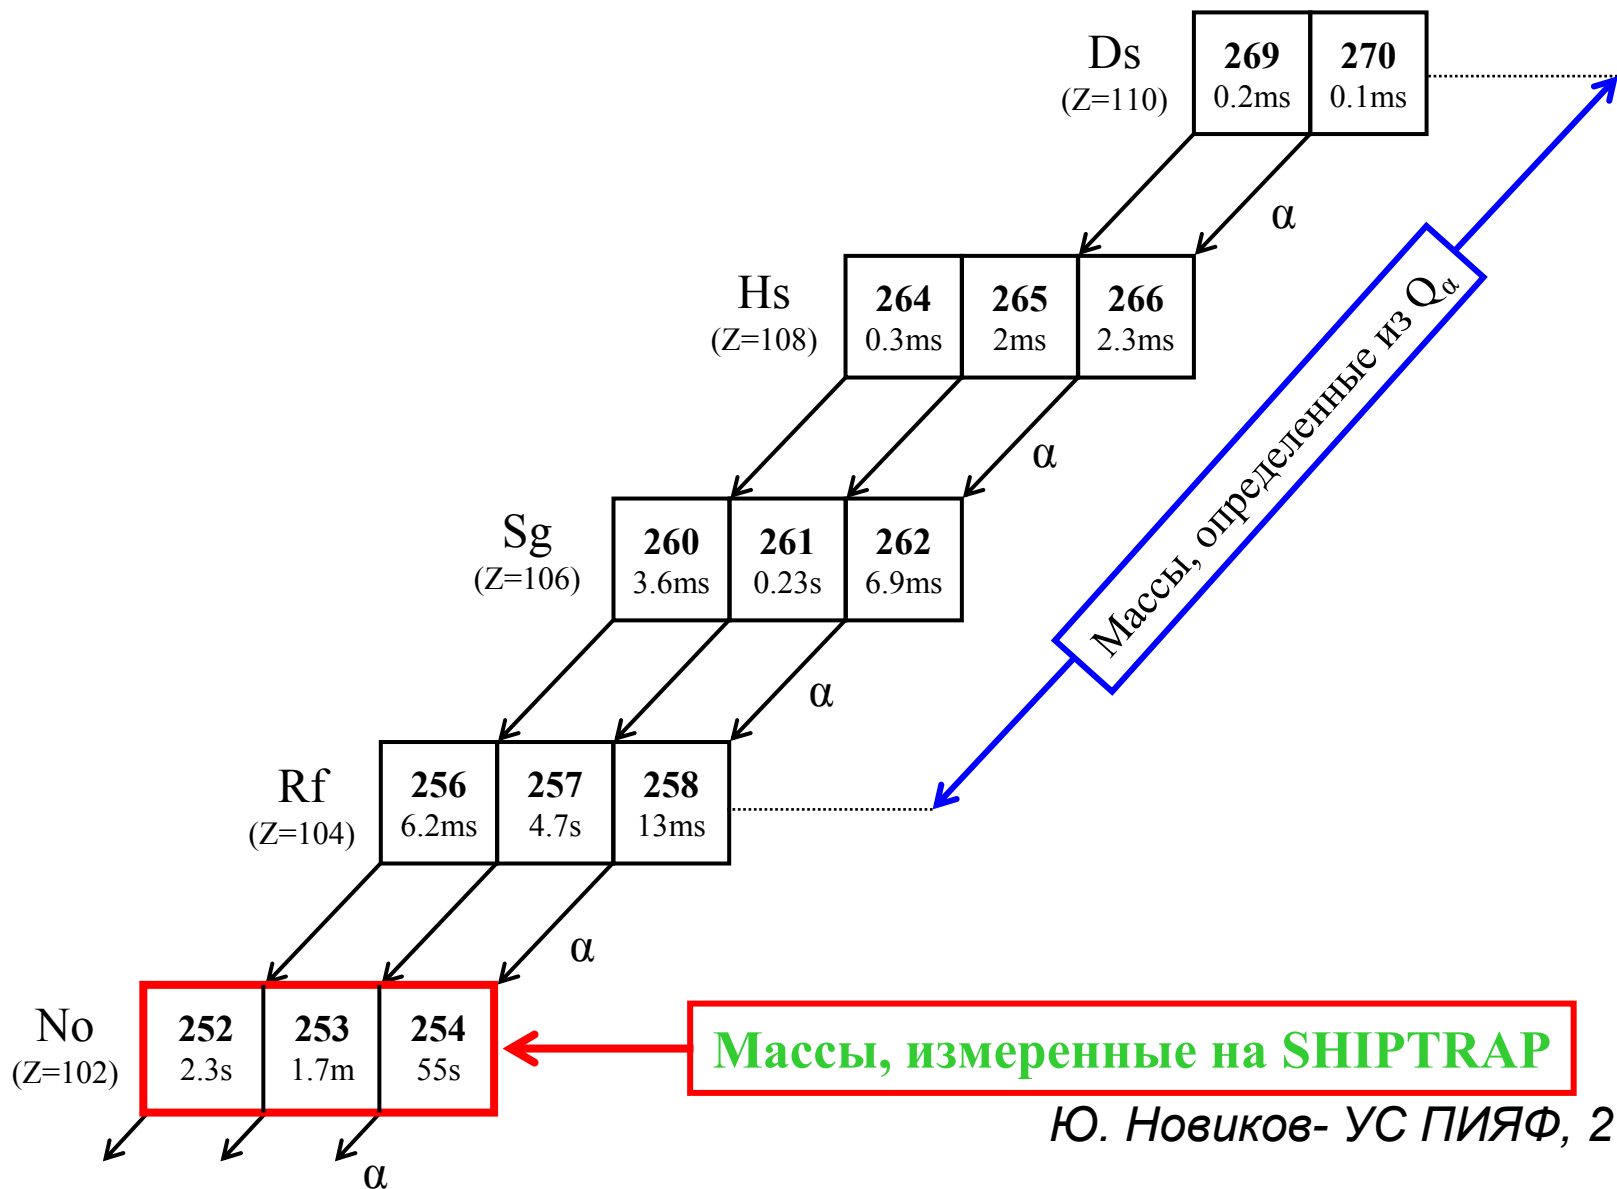 Ds
(Z=110)
269 270
0.2ms 0.1ms
α
Hs
(Z=108)
264 265 266
0.3ms 2ms 2.3ms
α
Массы, определенные из Qα
Sg
(Z=106)
260 261 262
3.6ms 0.23s 6.9ms
α
Rf
(Z=104)
256 257 258
6.2ms 4.7s 13ms
α
No
(Z=102)
252 253 254
2.3s 1.7m 55s
Массы, измеренные на SHIPTRAP
Ю. Новиков- УС ПИЯФ, 2
α